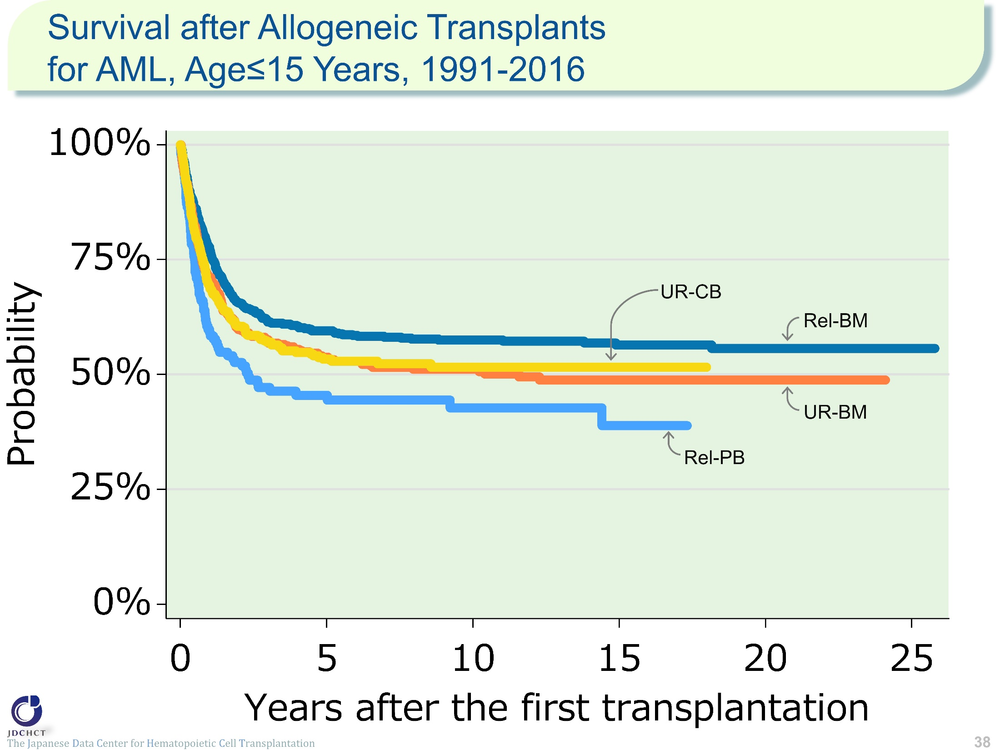 Survival after Allogeneic Transplants
for AML, Age≤15 Years, 1991-2016
100%
75%
50%
25%
0%
Probability
UR-CB
Rel-BM
UR-BM
Rel-PB
0 5 10 15 20 25
Years after the first transplantation
JDCHCT
The Japanese Data Center for Hematopoietic Cell Transplantation
38